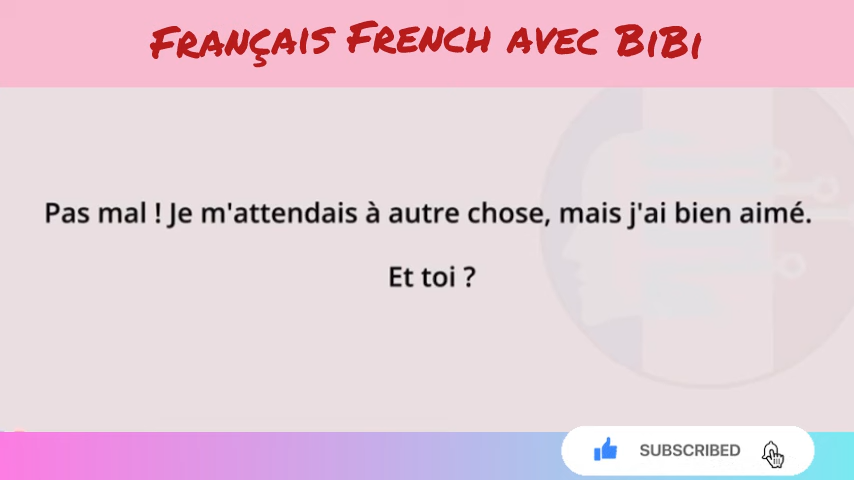 Français French avec BiBi
Pas mal ! Je m'attendais à autre chose, mais j'ai bien aimé.
Et toi ?
SUBSCRIBED